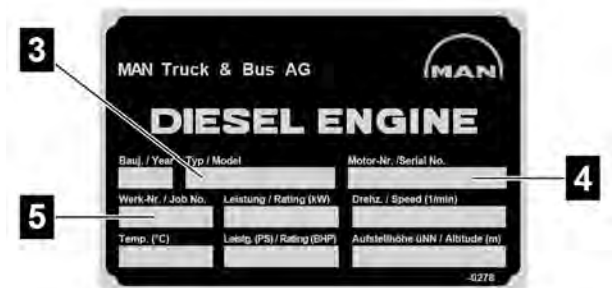 3
MAN Truck & Bus AG
MAN
DIESEL ENGINE
Bauj. / Year Typ / Model Motor-Nr. /Serial No.
4
Werk-Nr. / Job No. Leistung / Rating (kW) Drehz. / Speed (1/min)
5
Temp. (°C) Leistg. (PS) / Rating (BHP) Aufstellhöhe üNN / Altitude (m)
-0278